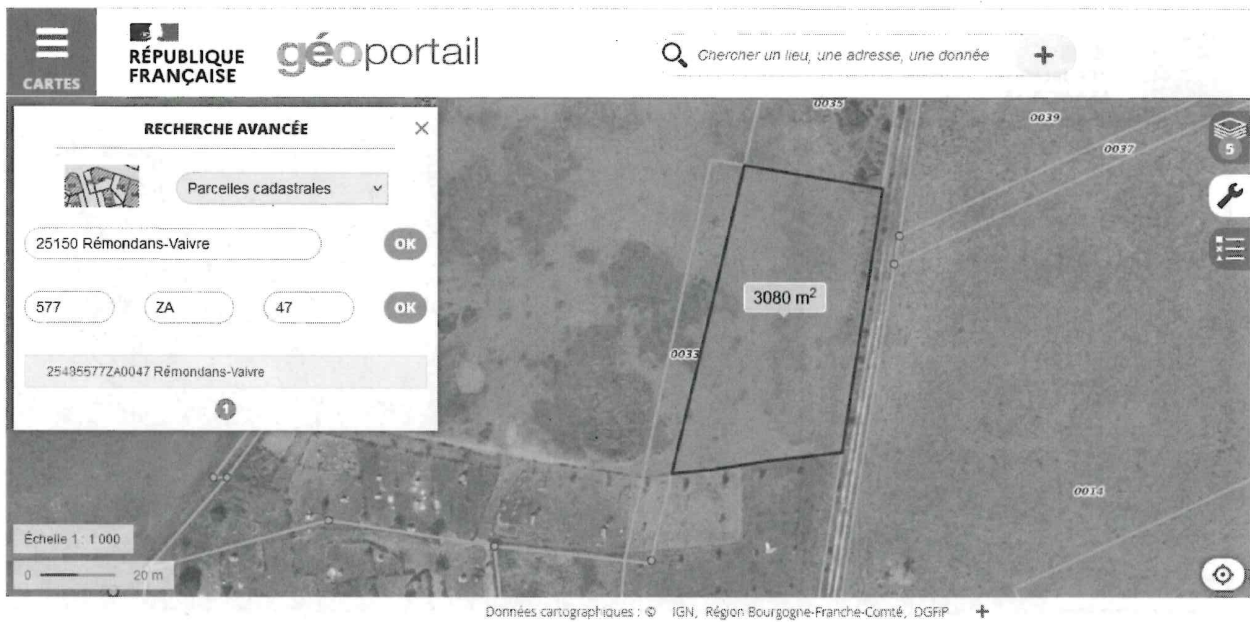 CARTES
RÉPUBLIQUE
FRANÇAISE
géoportail
Chercher un lieu, une adresse, une donnée
RECHERCHE AVANCÉE
Parcelles cadastrales
25150 Rémondans-Vaivre
OK
577 ZA 47 OK
25485577ZA0047 Rémondans-Vaivre
1
0035
0039
0037
5
3080 m²
0033
0014
Échelle 1 : 1 000
0 20 m
Données cartographiques : © IGN, Région Bourgogne-Franche-Comté, DGFiP